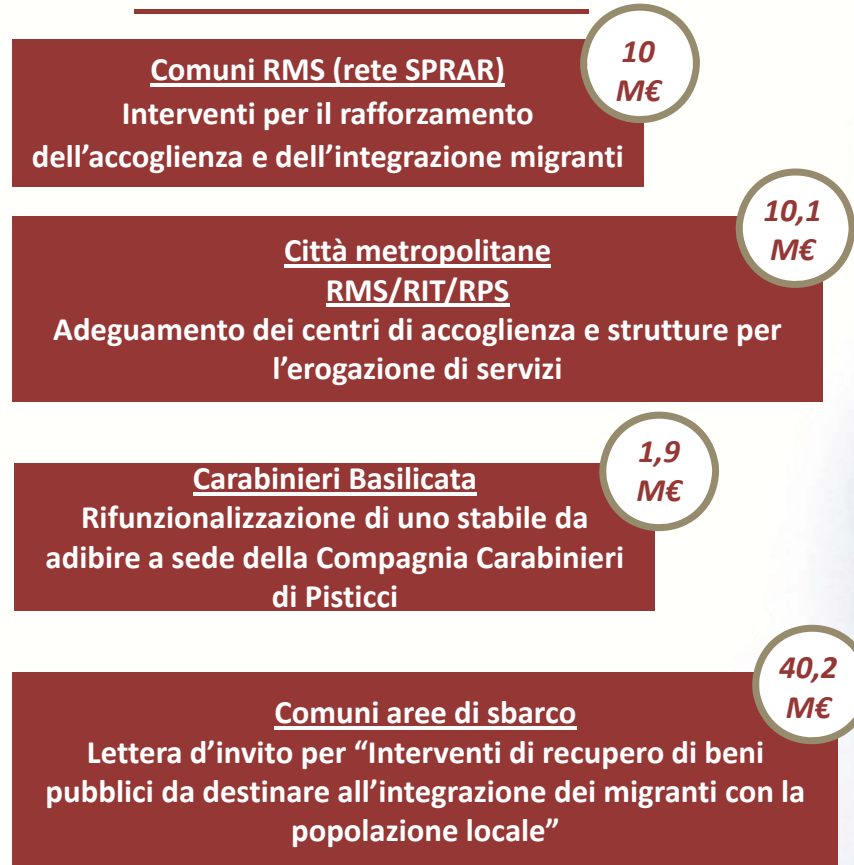 10
M€
Comuni RMS (rete SPRAR)
Interventi per il rafforzamento
dell’accoglienza e dell’integrazione migranti
10,1
M€
Città metropolitane
RMS/RIT/RPS
Adeguamento dei centri di accoglienza e strutture per
l’erogazione di servizi
1,9
M€
Carabinieri Basilicata
Rifunzionalizzazione di uno stabile da
adibire a sede della Compagnia Carabinieri
di Pisticci
40,2
M€
Comuni aree di sbarco
Lettera d’invito per “Interventi di recupero di beni
pubblici da destinare all’integrazione dei migranti con la
popolazione locale”